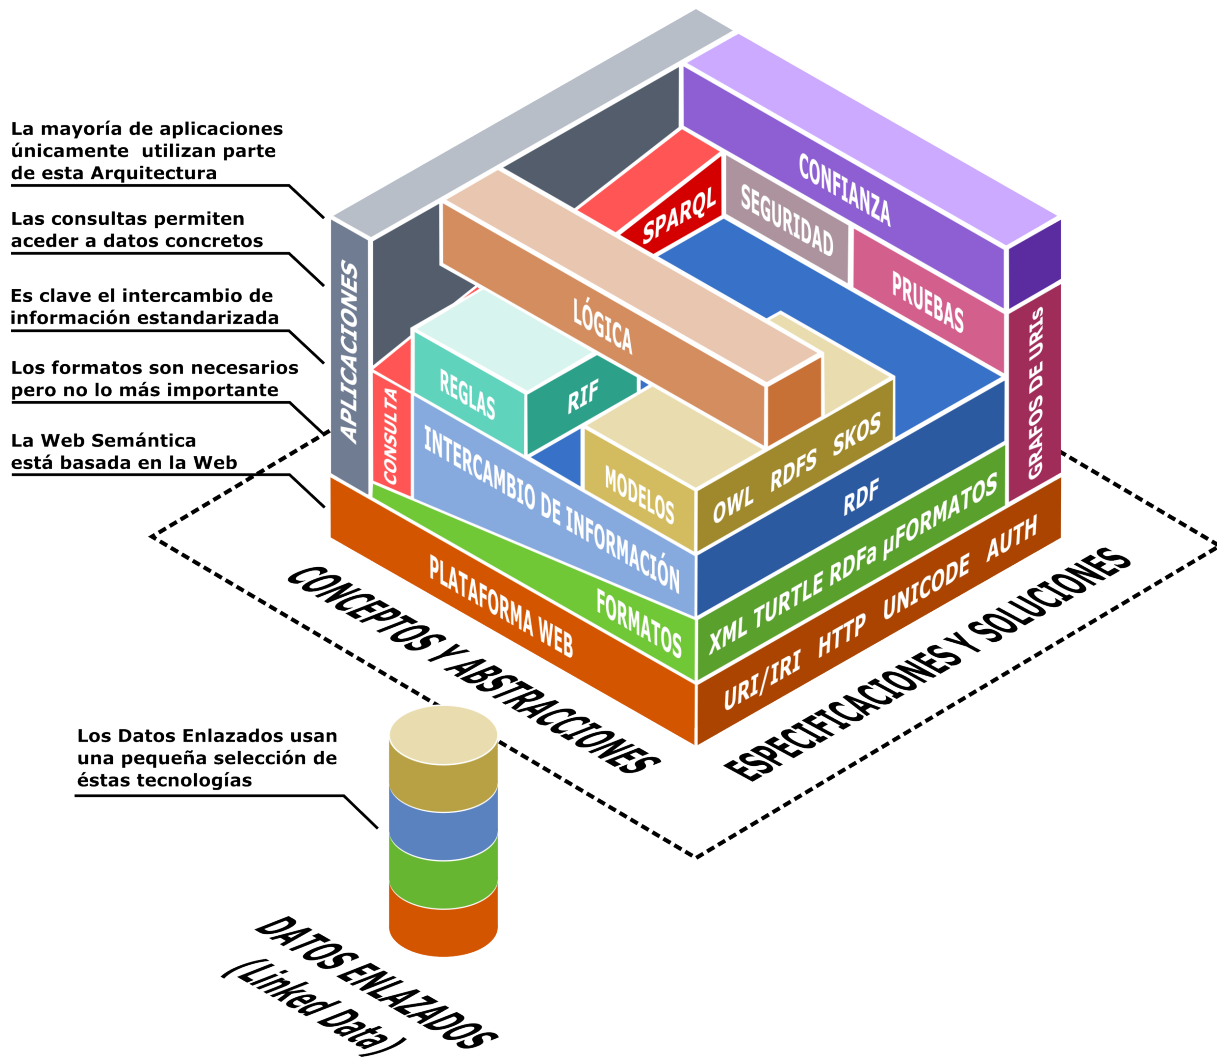 La mayoría de aplicaciones
únicamente utilizan parte
de esta Arquitectura
Las consultas permiten
aceder a datos concretos
Es clave el intercambio de
información estandarizada
Los formatos son necesarios
pero no lo más importante
La Web Semántica
está basada en la Web
APLICACIONES
CONFIANZA
SPARQL
SEGURIDAD
PRUEBAS
LÓGICA
REGLAS
RIF
CONSULTA
INTERCAMBIO DE INFORMACIÓN
MODELOS
OWL RDFS SKOS
RDF
GRAFOS DE URIs
FORMATOS
XML TURTLE RDFa μFORMATOS
PLATAFORMA WEB
URI/IRI HTTP UNICODE AUTH
CONCEPTOS Y ABSTRACCIONES
ESPECIFICACIONES Y SOLUCIONES
Los Datos Enlazados usan
una pequeña selección de
éstas tecnologías
DATOS ENLAZADOS
(Linked Data)